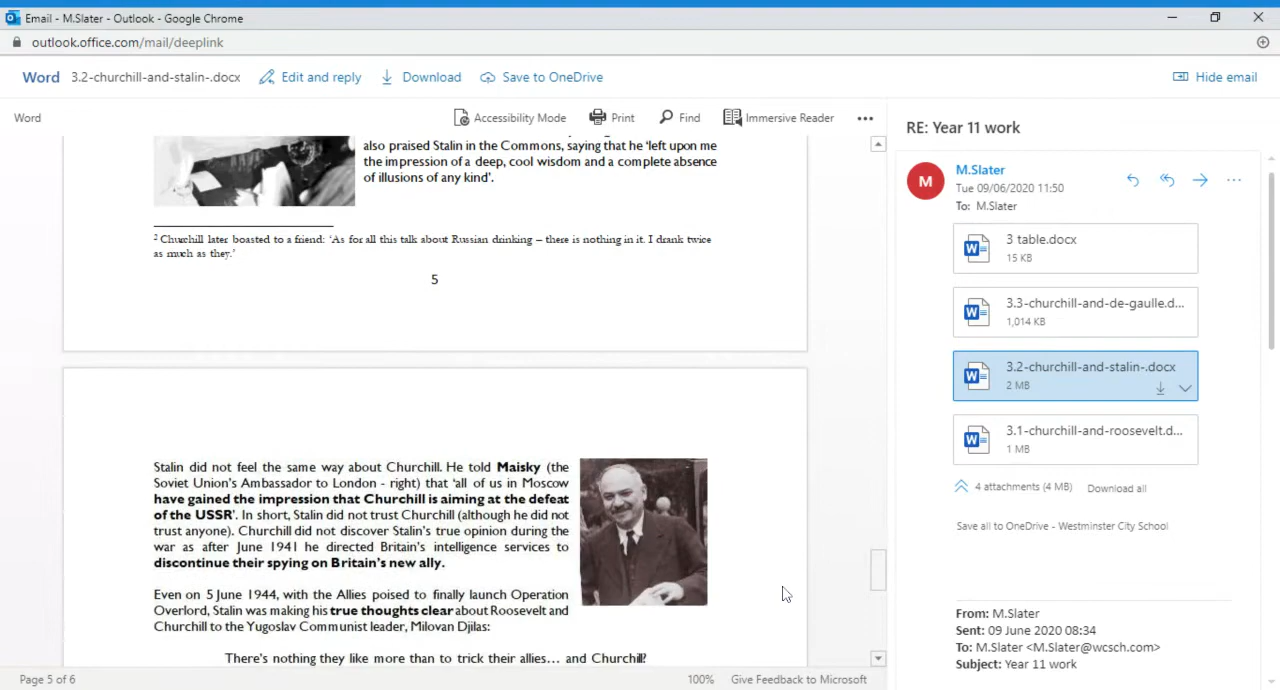 Email - M.Slater - Outlook - Google Chrome
outlook.office.com/mail/deeplink
Word 3.2-churchill-and-stalin-.docx Edit and reply Download Save to OneDrive Hide email
Word Accessibility Mode Print Find Immersive Reader
also praised Stalin in the Commons, saying that he 'left upon me
the impression of a deep, cool wisdom and a complete absence
of illusions of any kind'.
2 Churchill later boasted to a friend: 'As for all this talk about Russian drinking – there is nothing in it. I drank twice
as much as they.'
5
Stalin did not feel the same way about Churchill. He told Maisky (the
Soviet Union's Ambassador to London - right) that 'all of us in Moscow
have gained the impression that Churchill is aiming at the defeat
of the USSR'. In short, Stalin did not trust Churchill (although he did not
trust anyone). Churchill did not discover Stalin's true opinion during the
war as after June 1941 he directed Britain's intelligence services to
discontinue their spying on Britain's new ally.
Even on 5 June 1944, with the Allies poised to finally launch Operation
Overlord, Stalin was making his true thoughts clear about Roosevelt and
Churchill to the Yugoslav Communist leader, Milovan Djilas:
There's nothing they like more than to trick their allies... and Churchill?
Page 5 of 6 100% Give Feedback to Microsoft
RE: Year 11 work
M
M.Slater
Tue 09/06/2020 11:50
To: M.Slater
3 table.docx
15 KB
3.3-churchill-and-de-gaulle.d...
1,014 KB
3.2-churchill-and-stalin-.docx
2 MB
3.1-churchill-and-roosevelt.d...
1 MB
4 attachments (4 MB) Download all
Save all to OneDrive - Westminster City School
From: M.Slater
Sent: 09 June 2020 08:34
To: M.Slater <M.Slater@wcsch.com>
Subject: Year 11 work